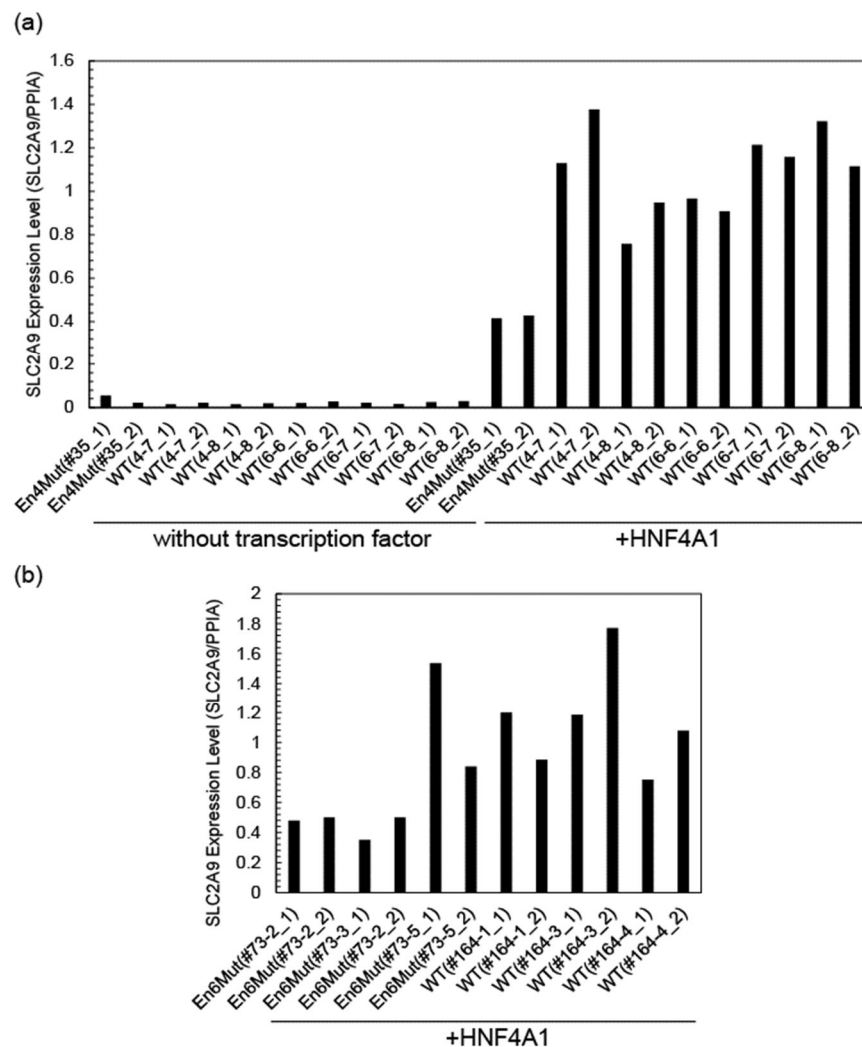 (a)
SLC2A9 Expression Level (SLC2A9/PPIA)
1.6
1.4
1.2
1
0.8
0.6
0.4
0.2
0
En4Mut(#35_1)
En4Mut(#35_2)
WT(4-7_1)
WT(4-7_2)
WT(4-8_1)
WT(4-8_2)
WT(6-6_1)
WT(6-6_2)
WT(6-7_1)
WT(6-7_2)
WT(6-8_1)
WT(6-8_2)
En4Mut(#35_1)
En4Mut(#35_2)
WT(4-7_1)
WT(4-7_2)
WT(4-8_1)
WT(4-8_2)
WT(6-6_1)
WT(6-6_2)
WT(6-7_1)
WT(6-7_2)
WT(6-8_1)
WT(6-8_2)
without transcription factor
+HNF4A1
(b)
SLC2A9 Expression Level (SLC2A9/PPIA)
2
1.8
1.6
1.4
1.2
1
0.8
0.6
0.4
0.2
0
En6Mut(#73-2_1)
En6Mut(#73-2_2)
En6Mut(#73-3_1)
En6Mut(#73-2_2)
En6Mut(#73-5_1)
En6Mut(#73-5_2)
WT(#164-1_1)
WT(#164-1_2)
WT(#164-3_1)
WT(#164-3_2)
WT(#164-4_1)
WT(#164-4_2)
+HNF4A1